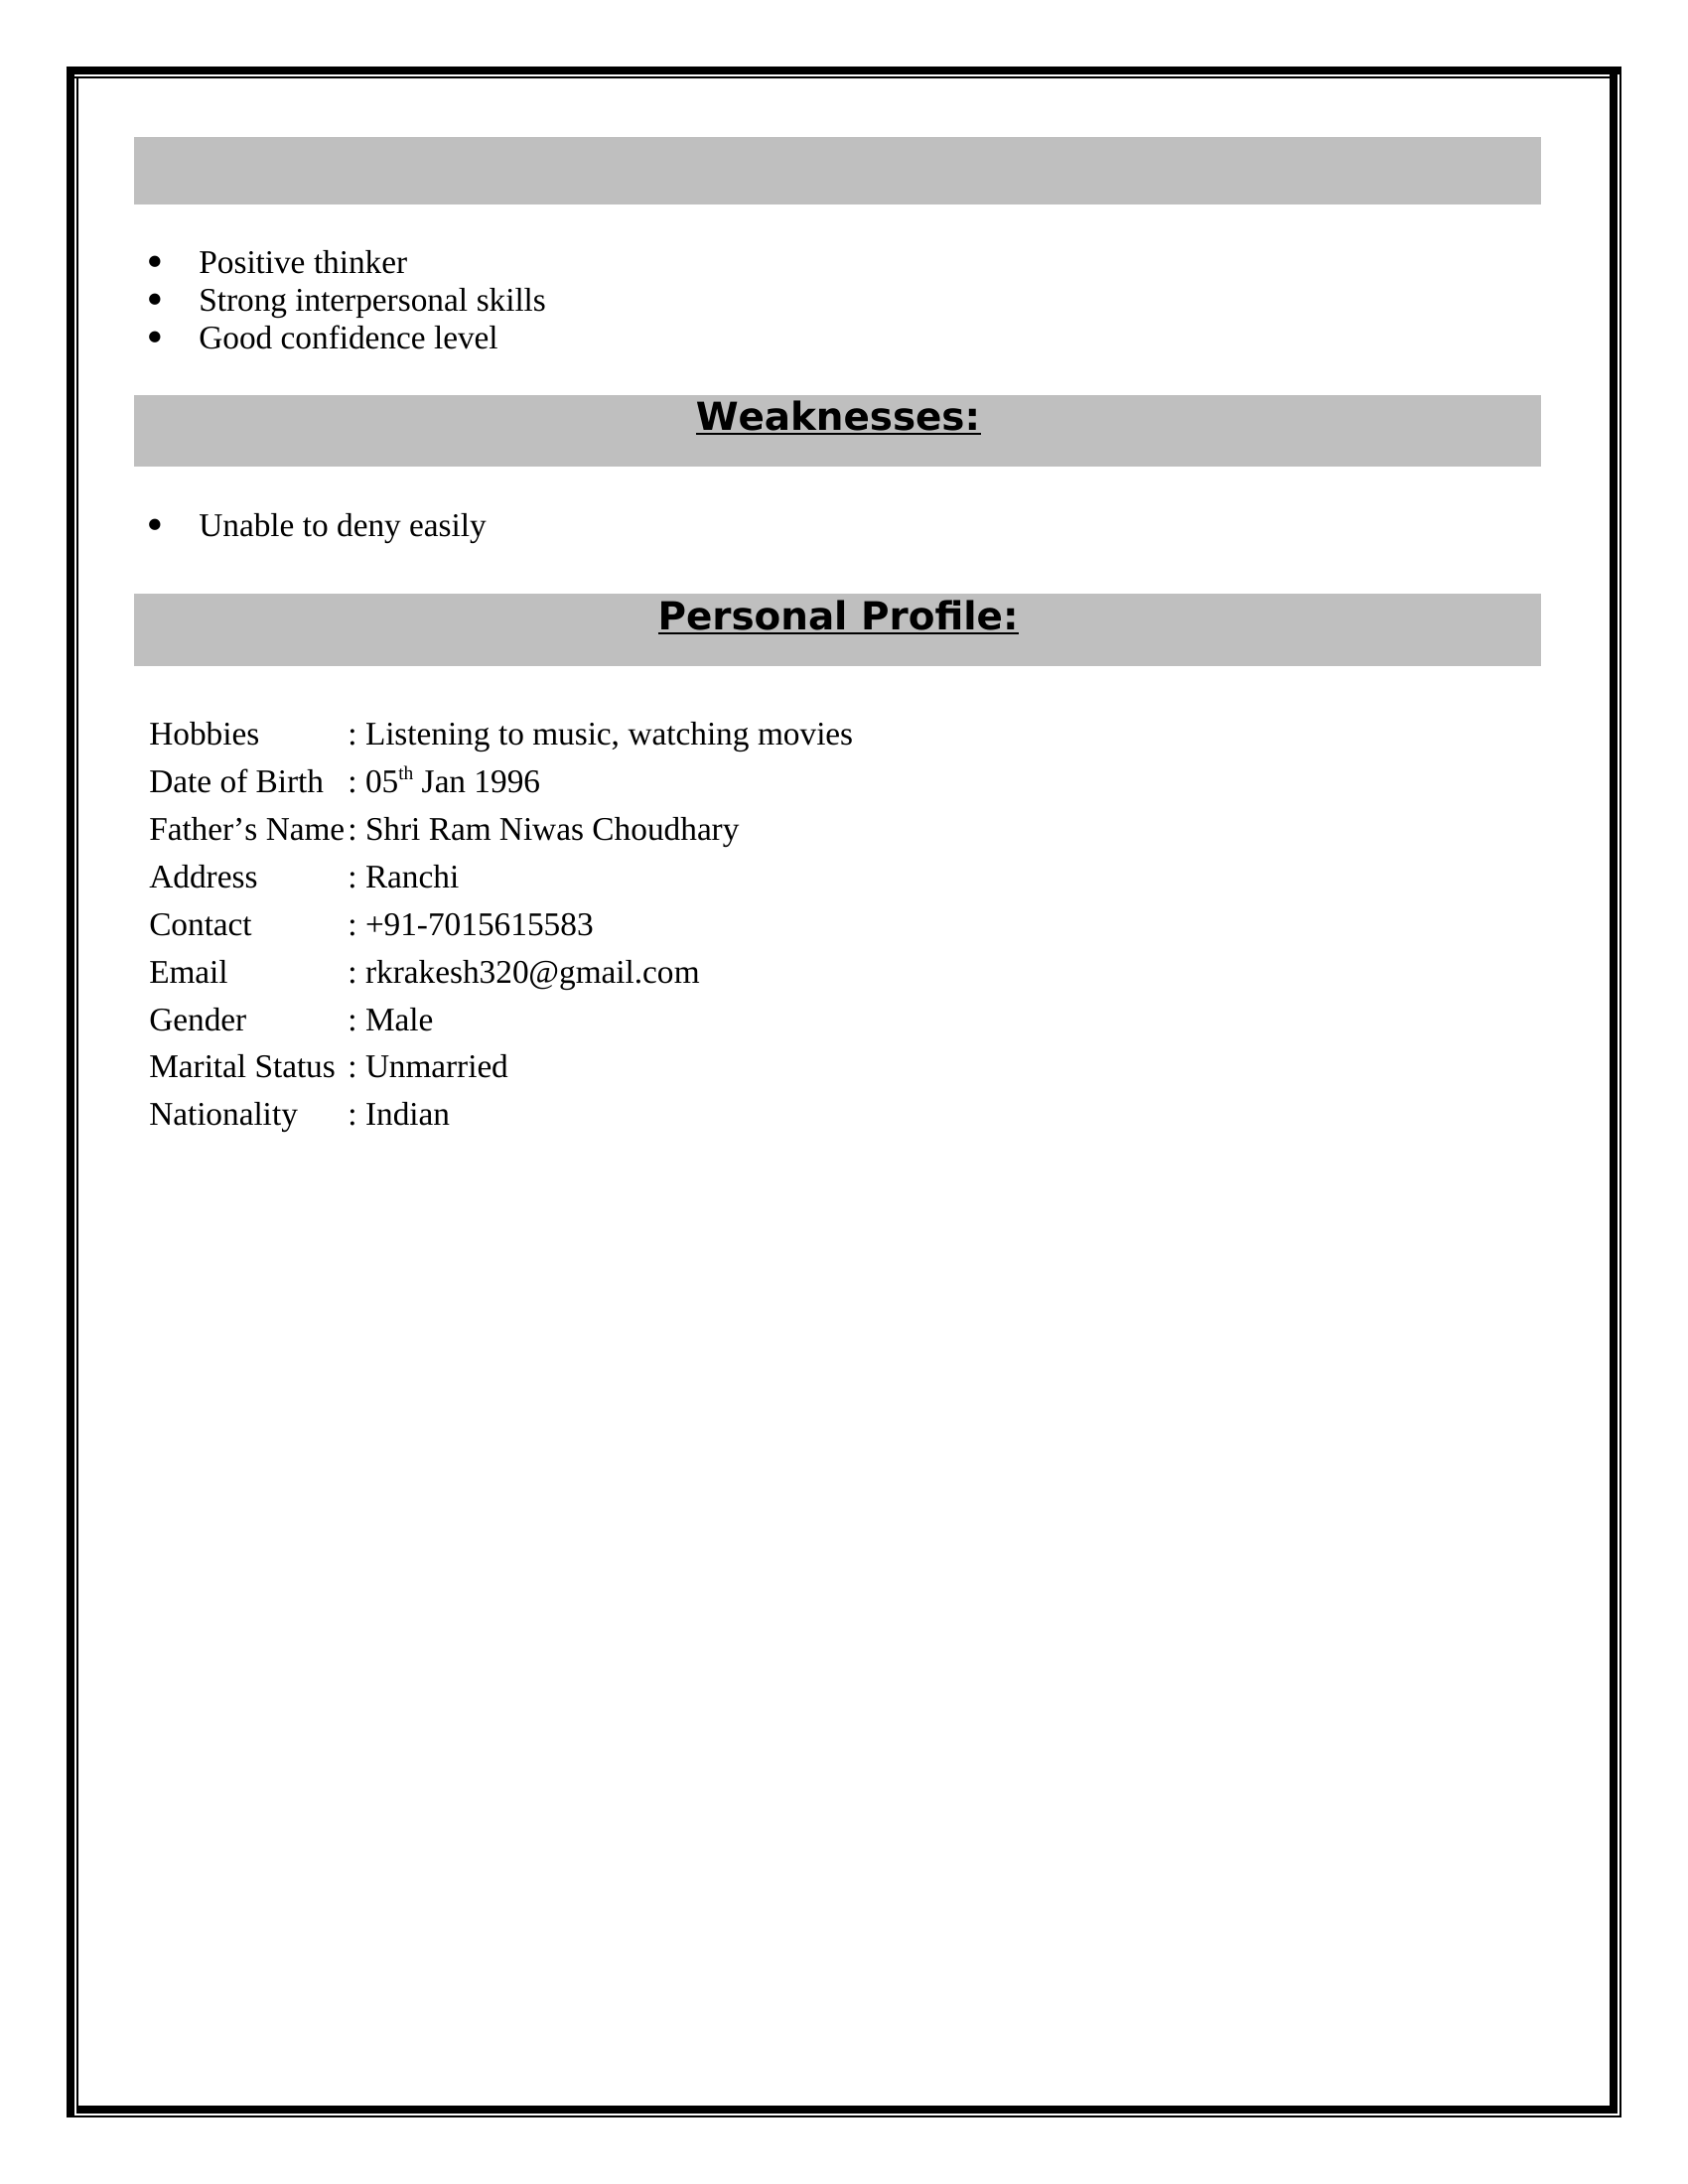 • Positive thinker
• Strong interpersonal skills
• Good confidence level
Weaknesses:
• Unable to deny easily
Personal Profile:
Hobbies : Listening to music, watching movies
Date of Birth : 05th Jan 1996
Father’s Name : Shri Ram Niwas Choudhary
Address : Ranchi
Contact : +91-7015615583
Email : rkrakesh320@gmail.com
Gender : Male
Marital Status : Unmarried
Nationality : Indian